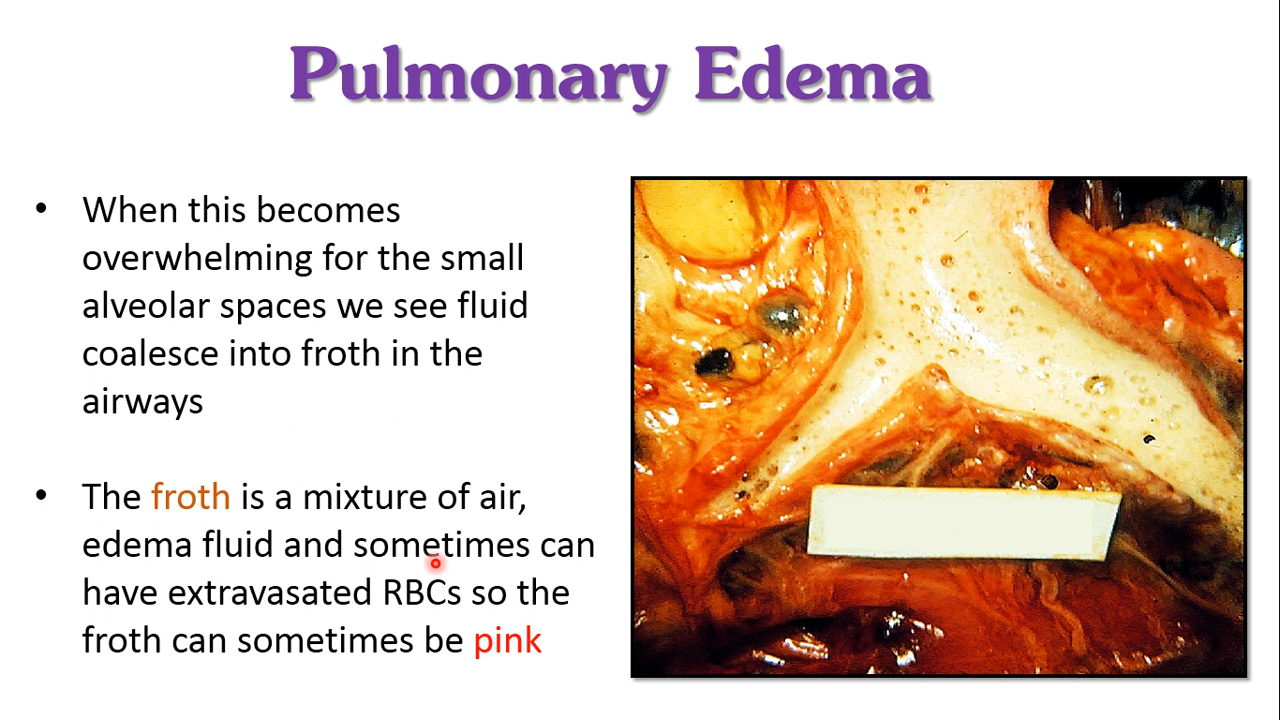 Pulmonary Edema
• When this becomes
overwhelming for the small
alveolar spaces we see fluid
coalesce into froth in the
airways
• The froth is a mixture of air,
edema fluid and sometimes can
have extravasated RBCs so the
froth can sometimes be pink